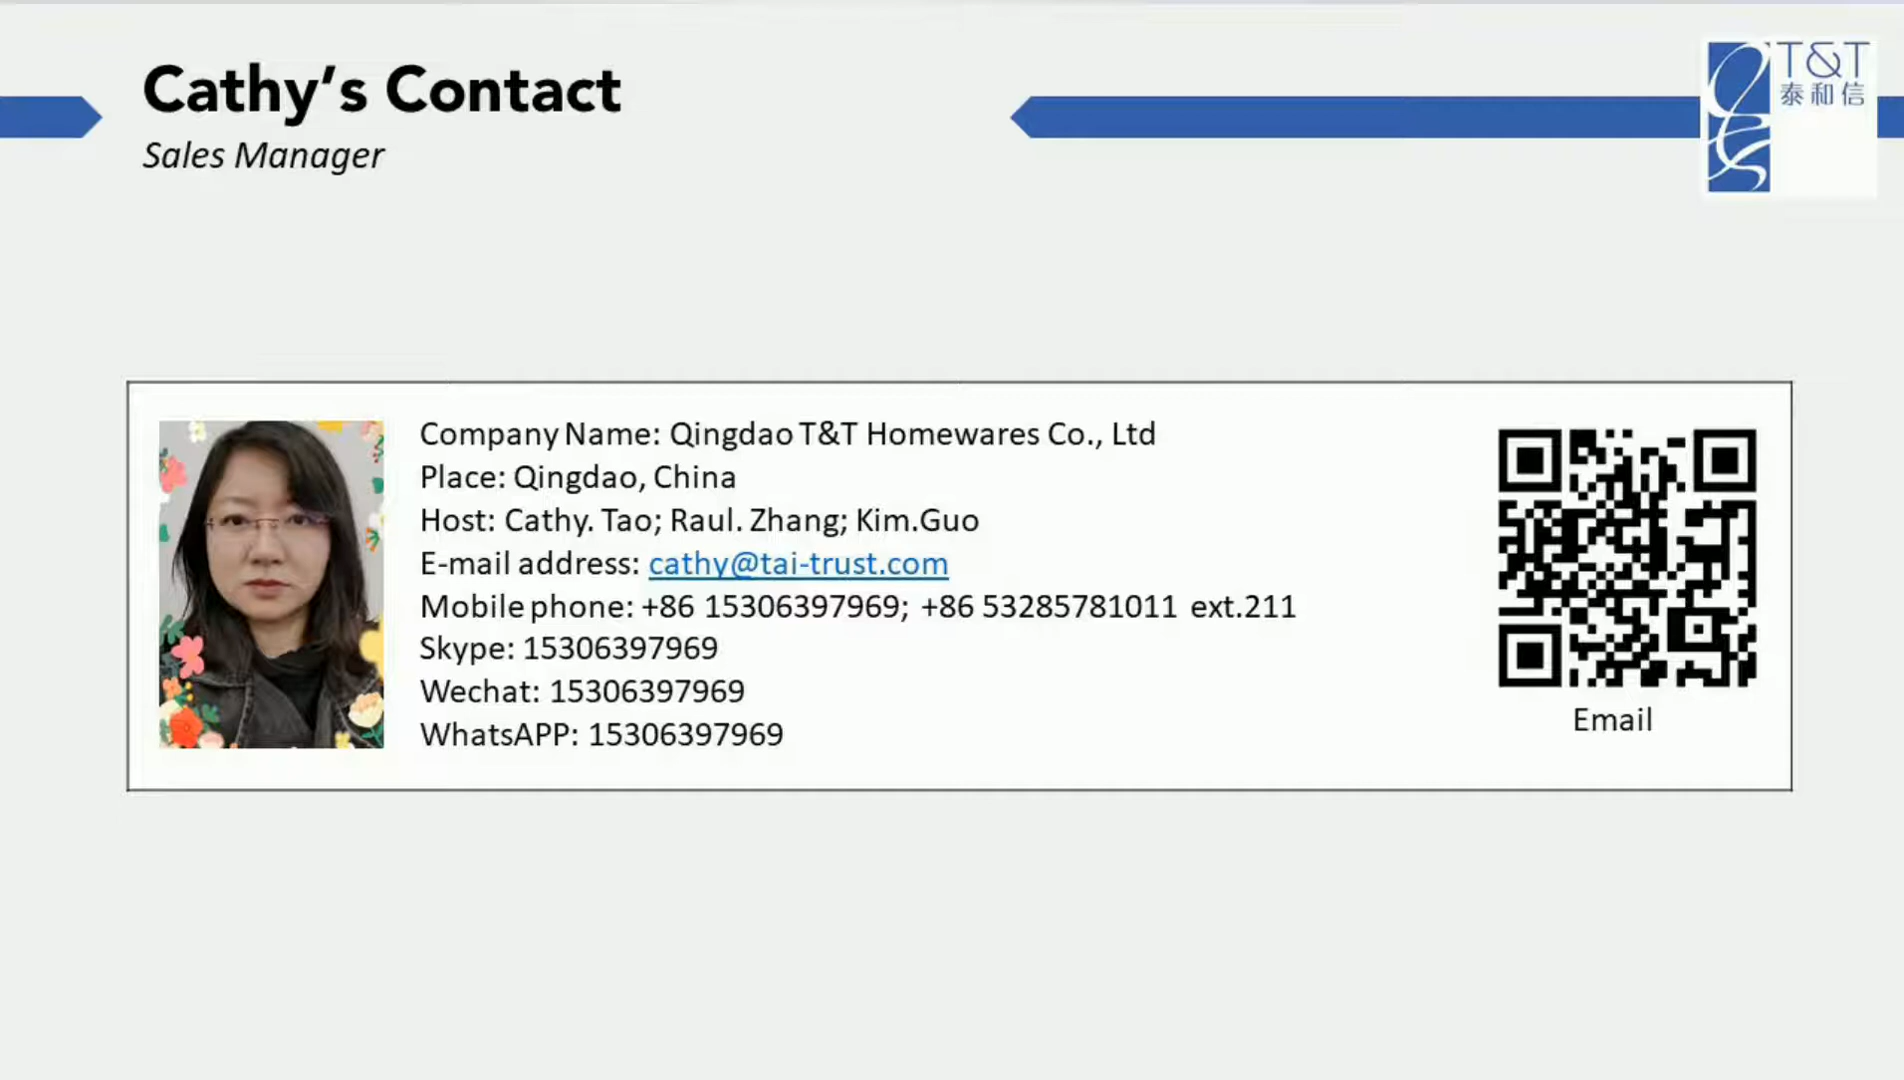 Cathy’s Contact
Sales Manager
T&T
泰和信
Company Name: Qingdao T&T Homewares Co., Ltd
Place: Qingdao, China
Host: Cathy. Tao; Raul. Zhang; Kim.Guo
E-mail address: cathy@tai-trust.com
Mobile phone: +86 15306397969; +86 53285781011 ext.211
Skype: 15306397969
Wechat: 15306397969
WhatsAPP: 15306397969
Email